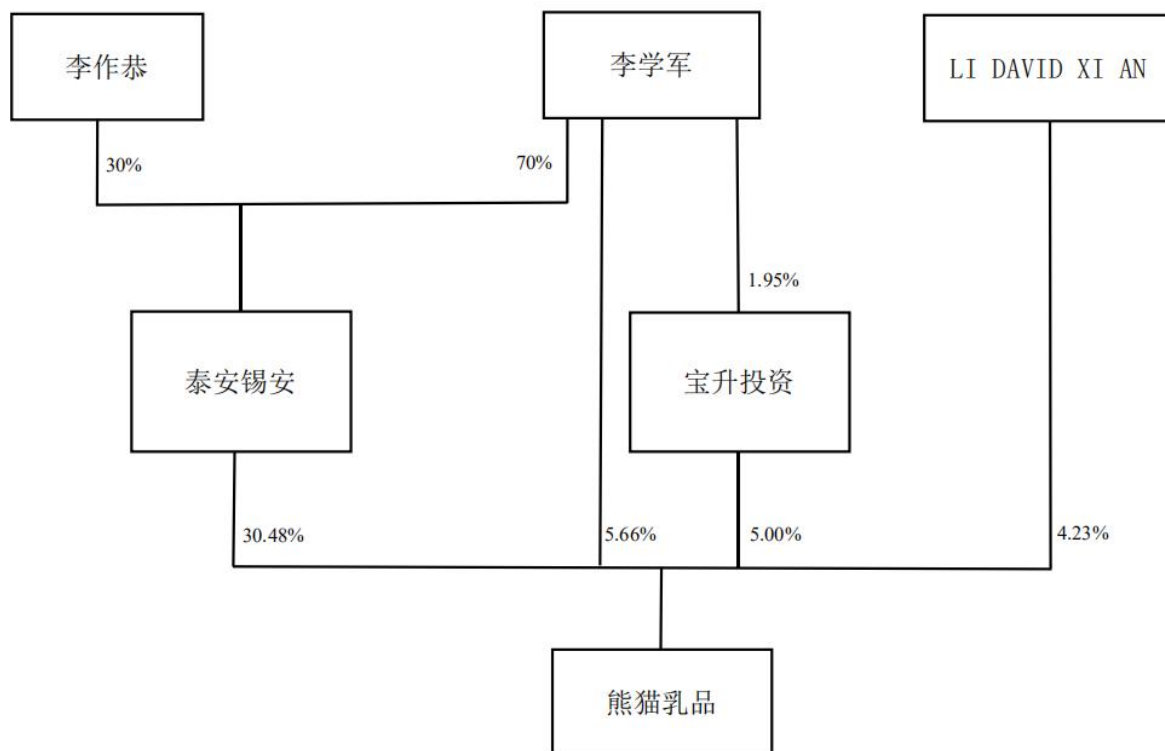 李作恭
李学军
LI DAVID XI AN
30%
70%
1.95%
泰安锡安
宝升投资
30.48%
5.66%
5.00%
4.23%
熊猫乳品